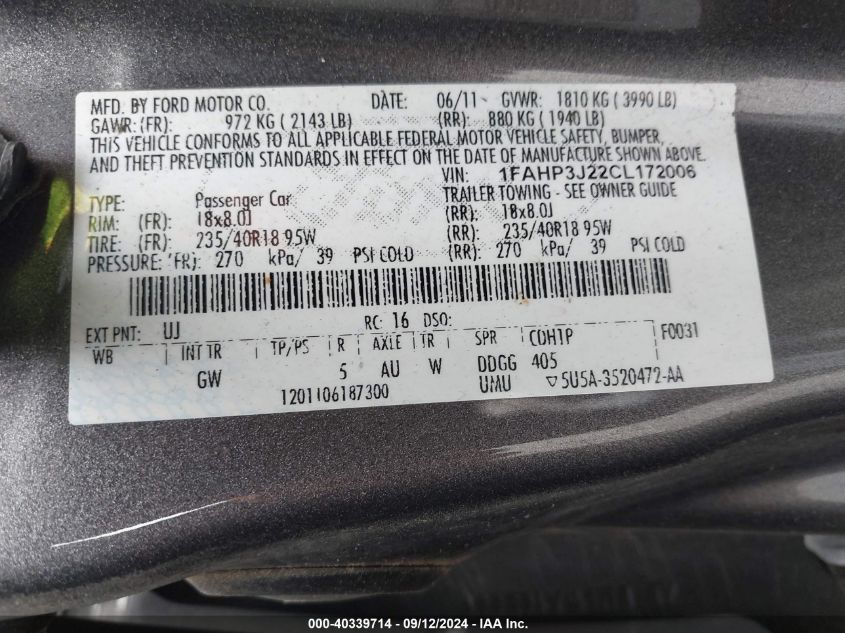 MFD. BY FORD MOTOR CO. DATE: 06/11 GVWR: 1810 KG ( 3990 LB)
GAWR:(FR): 972 KG ( 2143 LB) (RR): 880 KG ( 1940 LB)
THIS VEHICLE CONFORMS TO ALL APPLICABLE FEDERAL MOTOR VEHICLE SAFETY, BUMPER,
AND THEFT PREVENTION STANDARDS IN EFFECT ON THE DATE OF MANUFACTURE SHOWN ABOVE.
VIN: 1FAHP3J22CL172006
TYPE: Passenger Car TRAILER TOWING - SEE OWNER GUIDE
RIM: (FR): 18x8.0J (RR): 18x8.0J
TIRE: (FR): 235/40R18 95W (RR): 235/40R18 95W
PRESSURE: (FR): 270 kPa/ 39 PSI COLD (RR): 270 kPa/ 39 PSI COLD
EXT PNT: UJ RC: 16 DSO: F0031
WB INT TR TP/PS R AXLE TR SPR COHTP
GW 5 AU W DDGG 405
1201106187300 UMU ▽5U5A-3520472-AA
000-40339714 - 09/12/2024 - IAA Inc.